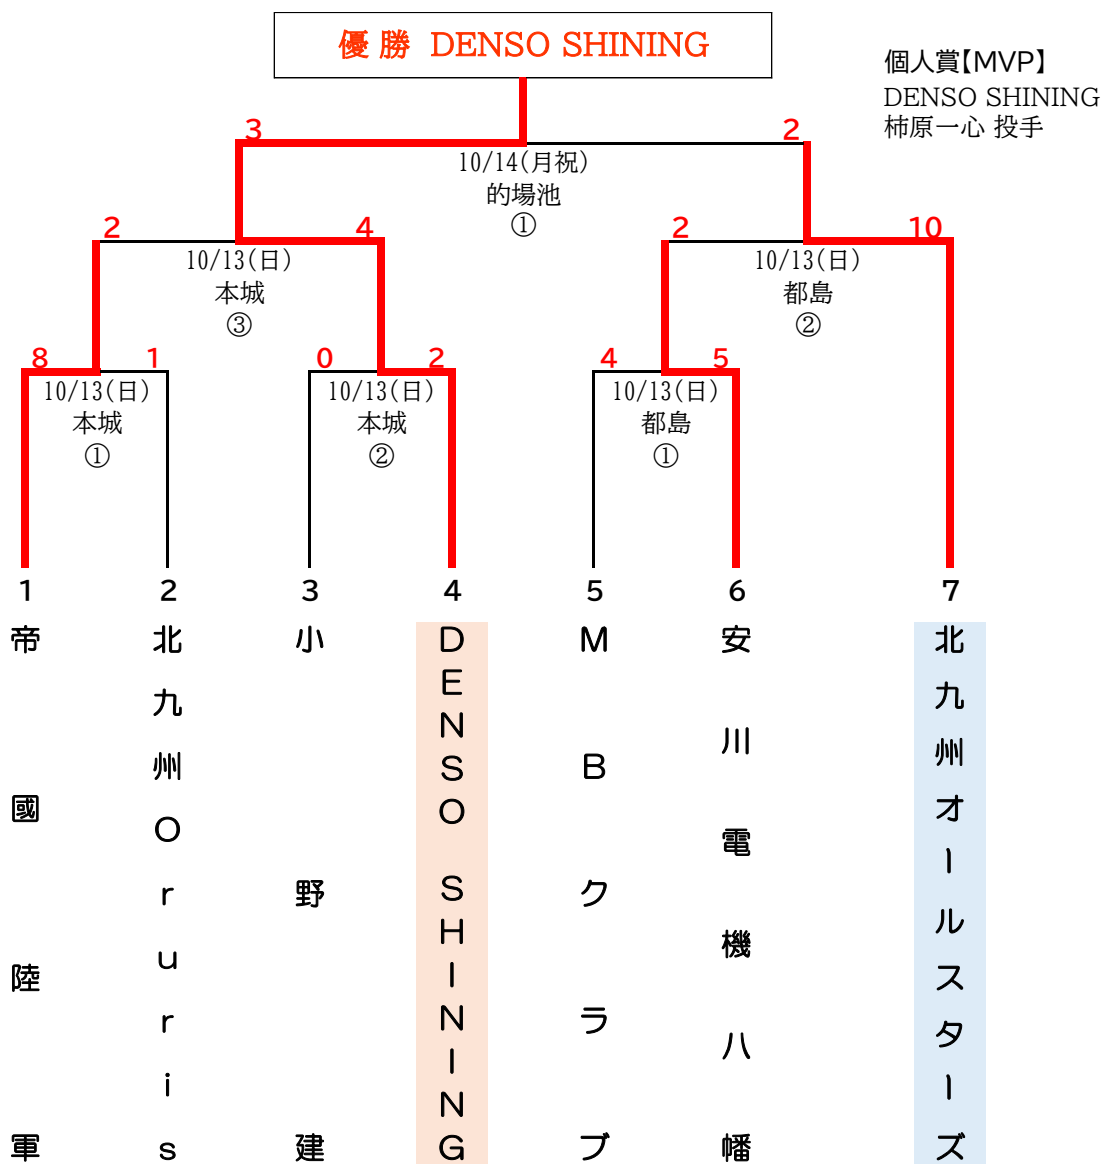 優 勝 DENSO SHINING
個人賞【MVP】
DENSO SHINING
柿原一心 投手
3
2
10/14(月祝)
的場池
①
2
4
10/13(日)
本城
③
2
10
10/13(日)
都島
②
8
1
10/13(日)
本城
①
0
2
10/13(日)
本城
②
4
5
10/13(日)
都島
①
1
2
3
4
5
6
7
帝國陸軍
北九州Ｏｒｕｒｉｓ
小野建
ＤＥＮＳＯ ＳＨＩＮＩＮＧ
ＭＢクラブ
安川電機八幡
北九州オールスターズ